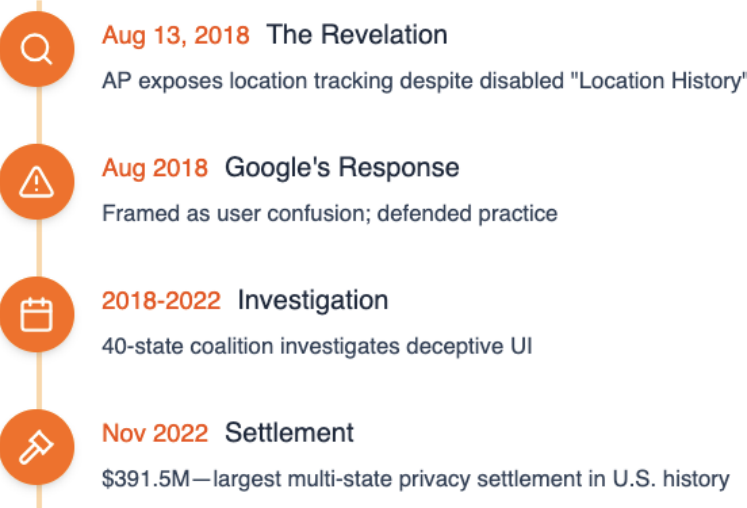 Aug 13, 2018 The Revelation
AP exposes location tracking despite disabled "Location History"
Aug 2018 Google's Response
Framed as user confusion; defended practice
2018-2022 Investigation
40-state coalition investigates deceptive UI
Nov 2022 Settlement
$391.5M—largest multi-state privacy settlement in U.S. history